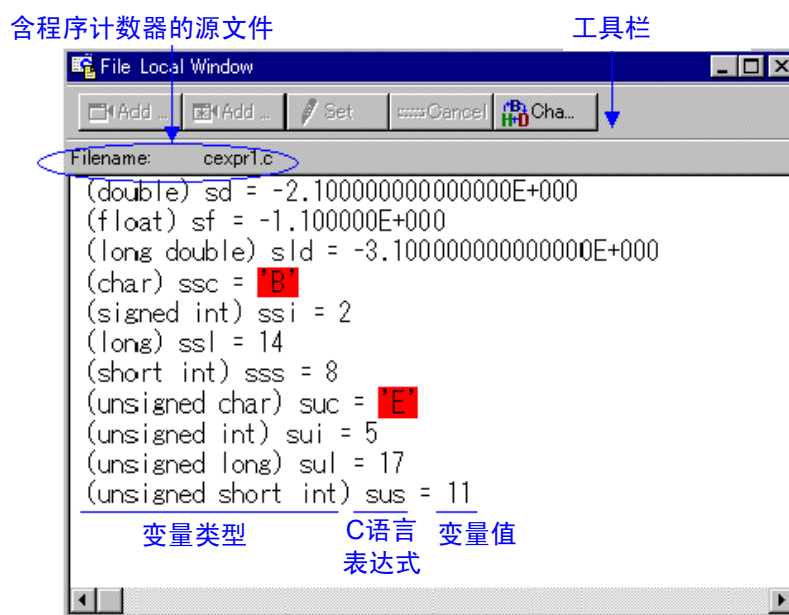 含程序计数器的源文件
工具栏
File Local Window
Add ... Add ... Set Cancel Cha...
Filename: cexpr1.c
(double) sd = -2.100000000000000E+000
(float) sf = -1.100000E+000
(long double) sld = -3.100000000000000E+000
(char) ssc = 'B'
(signed int) ssi = 2
(long) ssl = 14
(short int) sss = 8
(unsigned char) suc = 'E'
(unsigned int) sui = 5
(unsigned long) sul = 17
(unsigned short int) sus = 11
变量类型 C语言 变量值
表达式